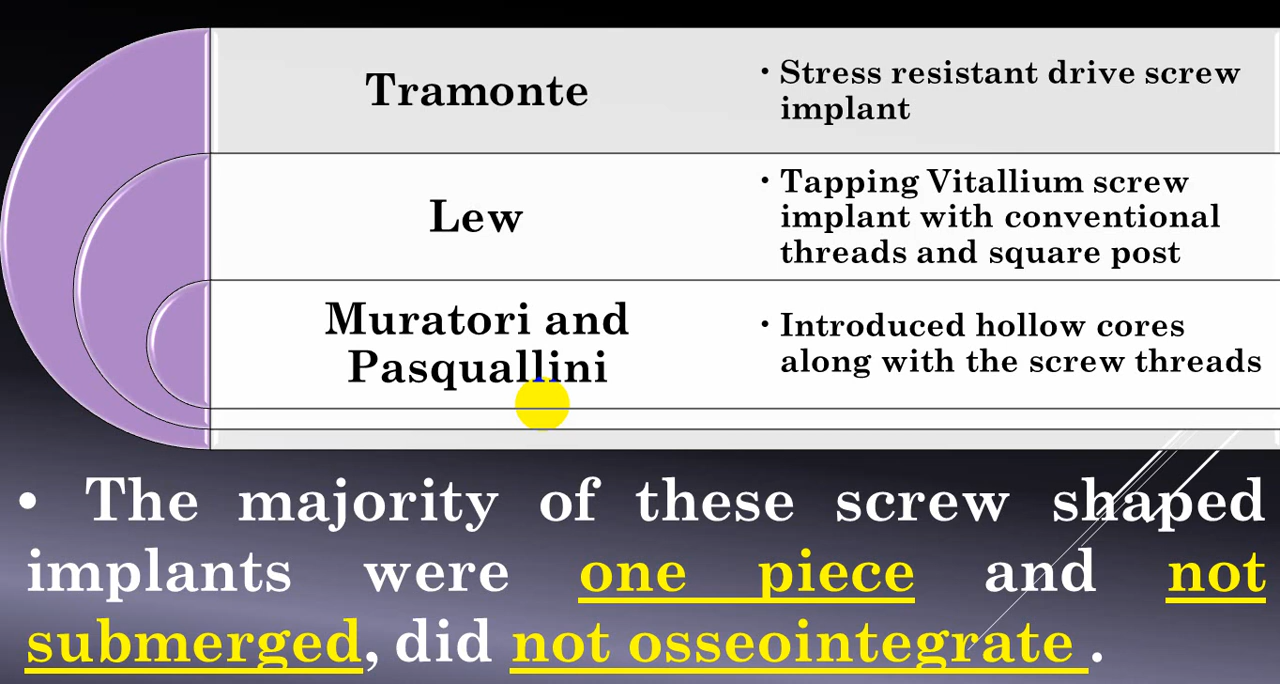 Tramonte
• Stress resistant drive screw
implant
Lew
• Tapping Vitallium screw
implant with conventional
threads and square post
Muratori and
Pasquallini
• Introduced hollow cores
along with the screw threads
• The majority of these screw shaped
implants were one piece and not
submerged, did not osseointegrate .